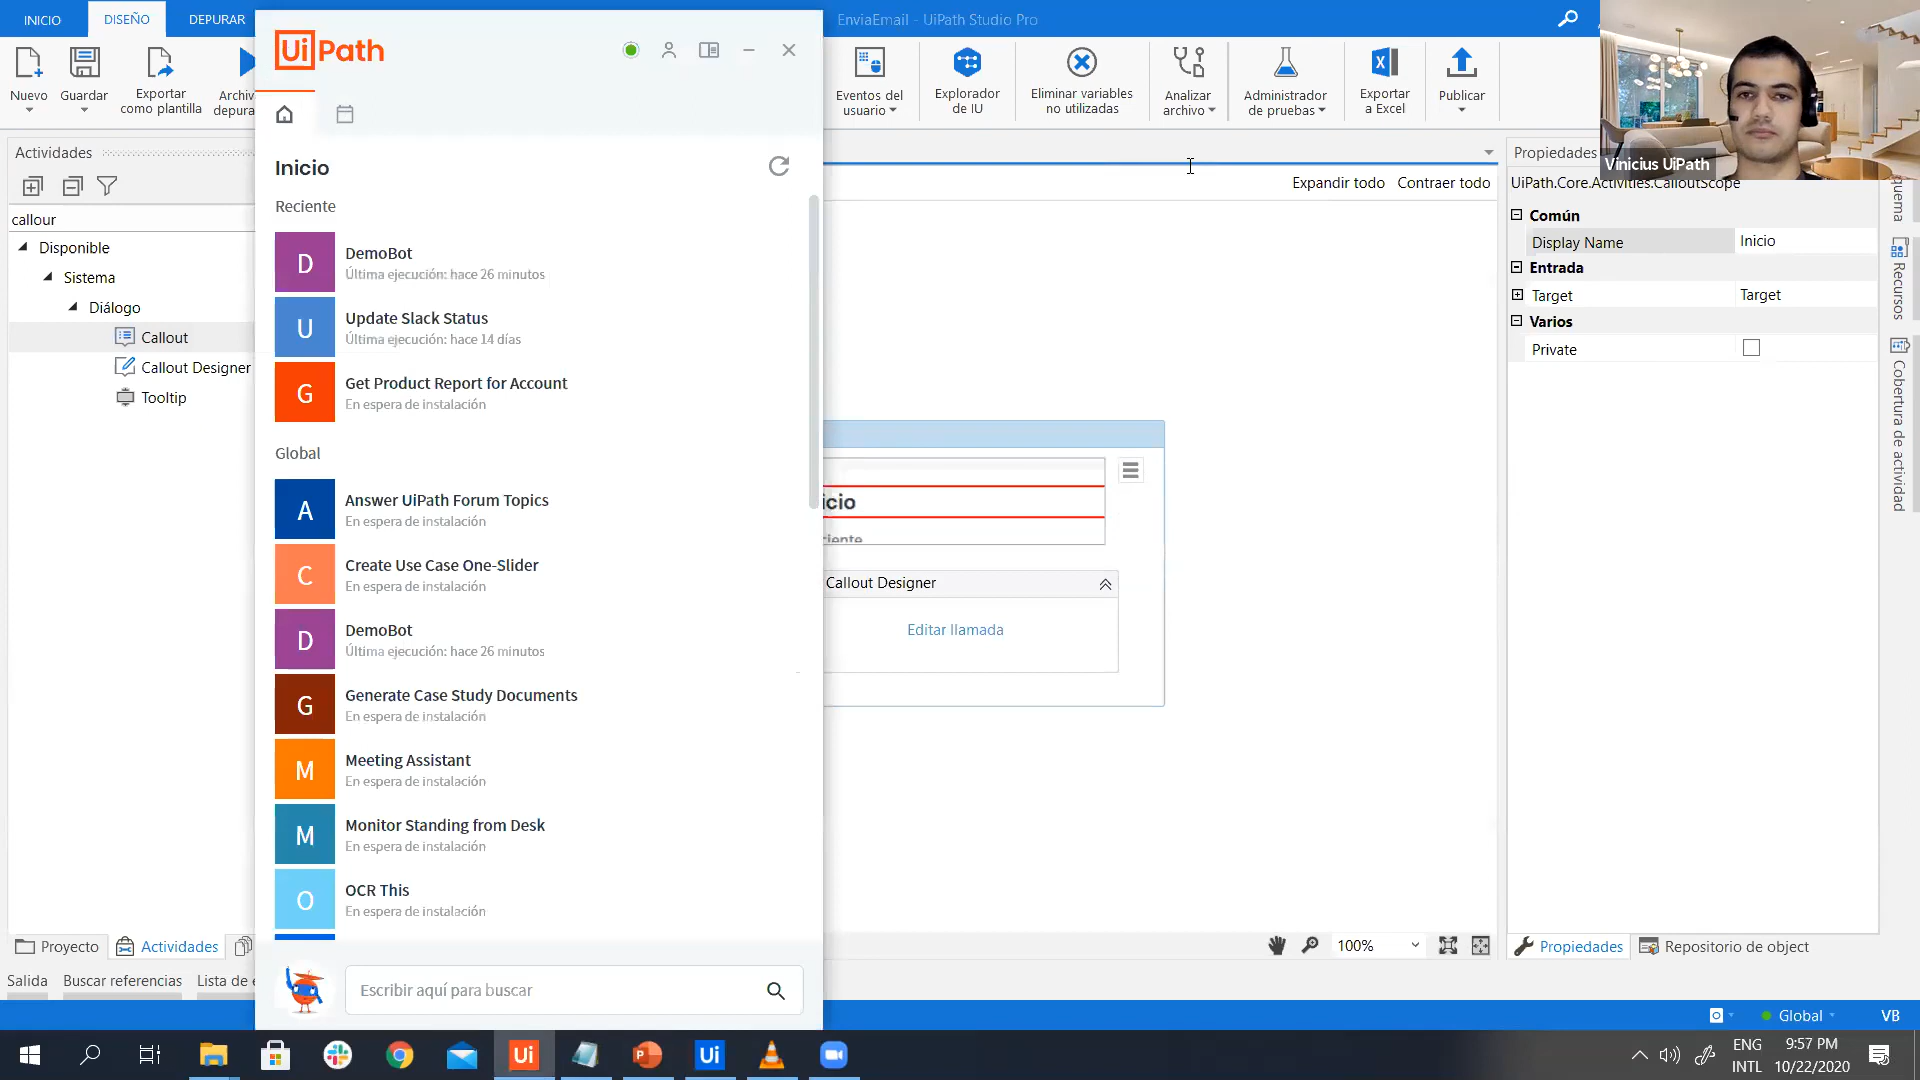 INICIO
DISEÑO
DEPURAR
EnviaEmail - UiPath Studio Pro
Nuevo
Guardar
Exportar
como plantilla
Archiv
depura
Eventos del
usuario
Explorador
de IU
Eliminar variables
no utilizadas
Analizar
archivo
Administrador
de pruebas
Exportar
a Excel
Publicar
Vinicius UiPath
Actividades
callour
Disponible
Sistema
Diálogo
Callout
Callout Designer
Tooltip
UiPath
Inicio
Reciente
D
DemoBot
Última ejecución: hace 26 minutos
U
Update Slack Status
Última ejecución: hace 14 días
G
Get Product Report for Account
En espera de instalación
Global
A
Answer UiPath Forum Topics
En espera de instalación
C
Create Use Case One-Slider
En espera de instalación
D
DemoBot
Última ejecución: hace 26 minutos
G
Generate Case Study Documents
En espera de instalación
M
Meeting Assistant
En espera de instalación
M
Monitor Standing from Desk
En espera de instalación
O
OCR This
En espera de instalación
Escribir aquí para buscar
Expandir todo
Contraer todo
icio
ciente
Callout Designer
Editar llamada
100%
Propiedades
UiPath.Core.Activities.CalloutScope
Común
Display Name
Inicio
Entrada
Target
Target
Varios
Private
quema
Recursos
Cobertura de actividad
Proyecto
Actividades
Propiedades
Repositorio de object
Salida
Buscar referencias
Lista de e
Global
VB
ENG
INTL
9:57 PM
10/22/2020